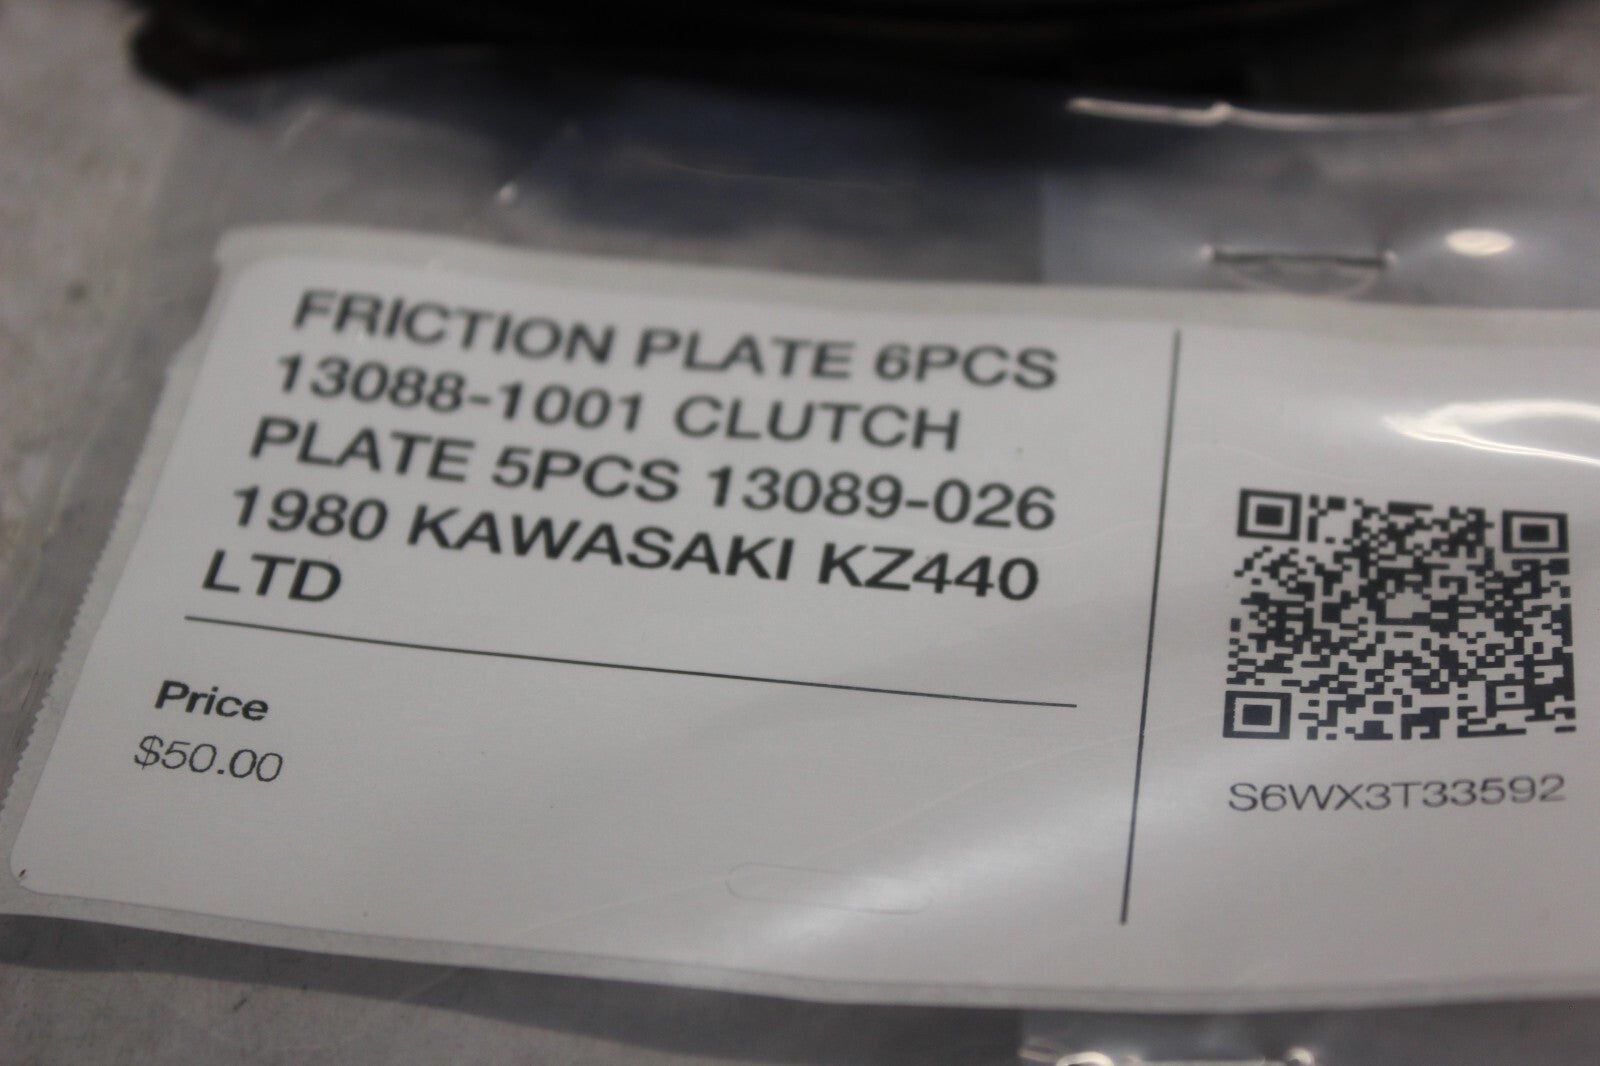 FRICTION PLATE 6PCS
13088-1001 CLUTCH
PLATE 5PCS 13089-026
1980 KAWASAKI KZ440
LTD
Price
$50.00
S6WX3T33592